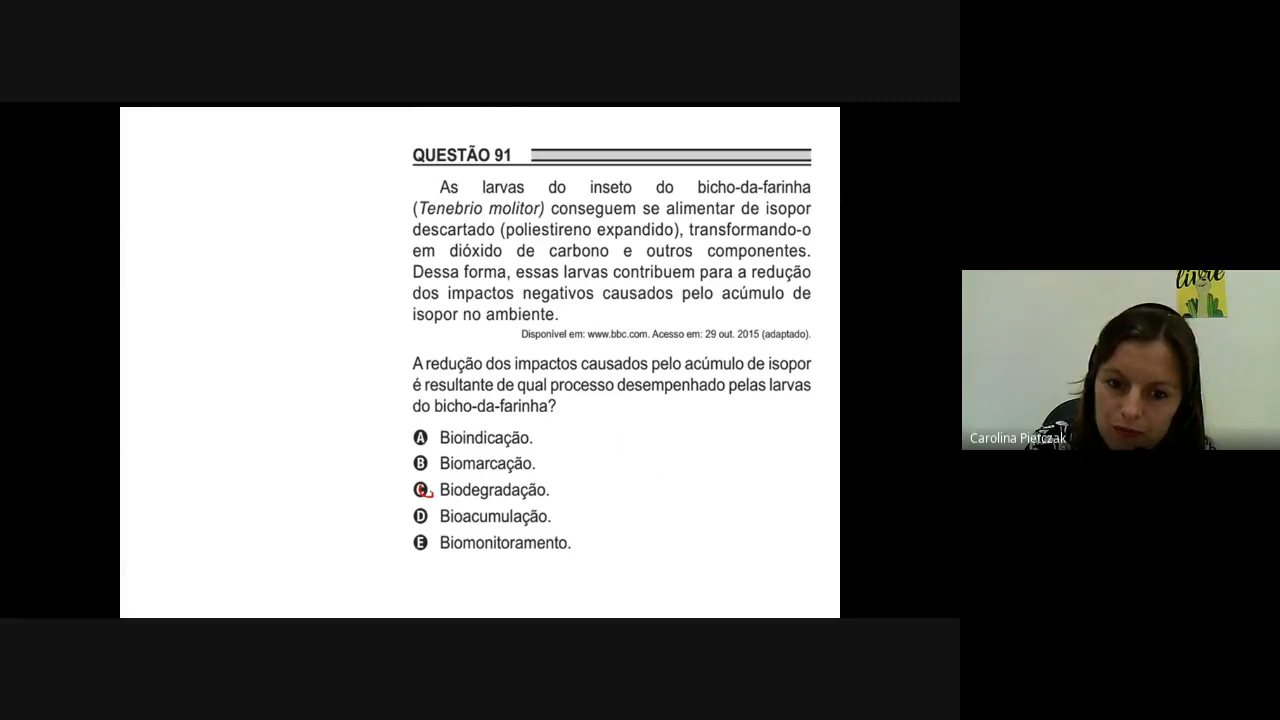 QUESTÃO 91
As larvas do inseto do bicho-da-farinha
(Tenebrio molitor) conseguem se alimentar de isopor
descartado (poliestireno expandido), transformando-o
em dióxido de carbono e outros componentes.
Dessa forma, essas larvas contribuem para a redução
dos impactos negativos causados pelo acúmulo de
isopor no ambiente.
Disponível em: www.bbc.com. Acesso em: 29 out. 2015 (adaptado).
A redução dos impactos causados pelo acúmulo de isopor
é resultante de qual processo desempenhado pelas larvas
do bicho-da-farinha?
A Bioindicação.
B Biomarcação.
C Biodegradação.
D Bioacumulação.
E Biomonitoramento.
livre
Carolina Pietczak